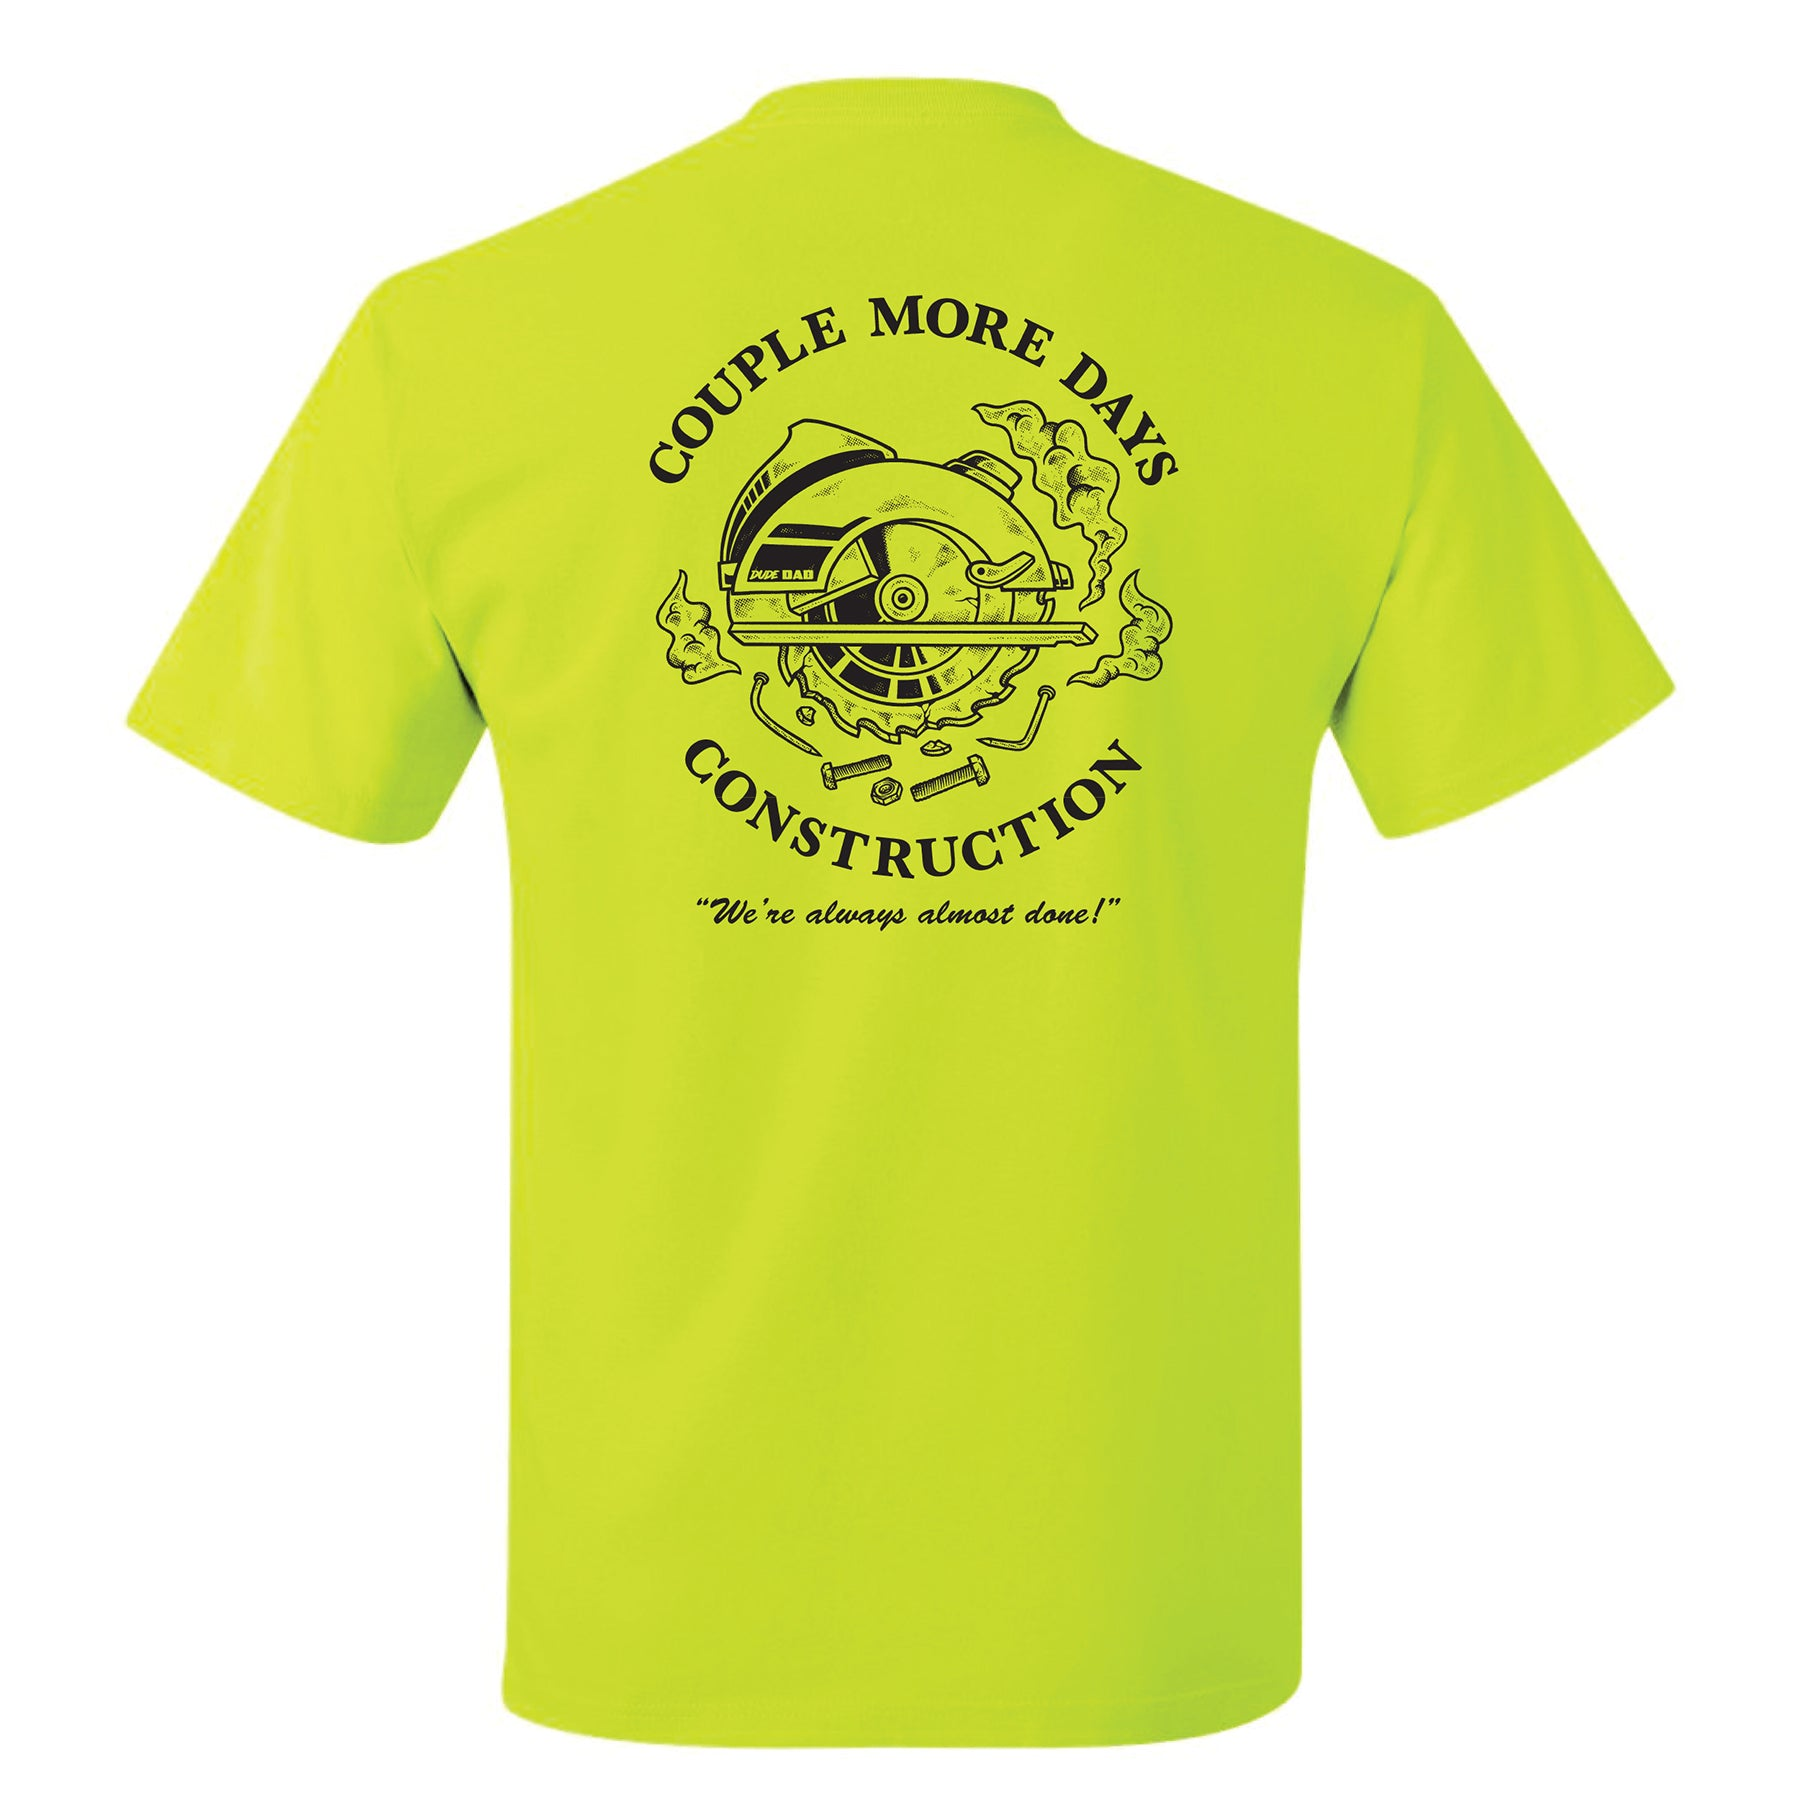 COUPLE MORE DAYS
DUDE DAD
CONSTRUCTION
“We’re always almost done!”